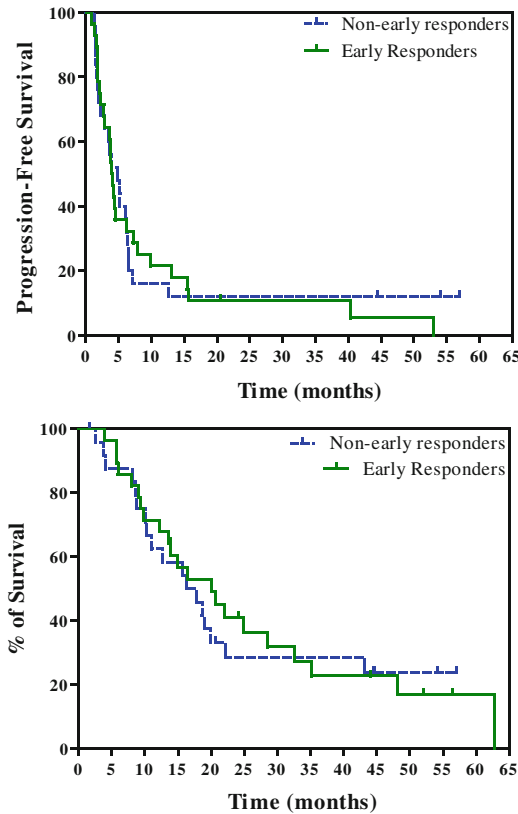 Progression-Free Survival
100
80
60
40
20
0
Non-early responders
Early Responders
0 5 10 15 20 25 30 35 40 45 50 55 60 65
Time (months)
% of Survival
100
80
60
40
20
0
Non-early responders
Early Responders
0 5 10 15 20 25 30 35 40 45 50 55 60 65
Time (months)